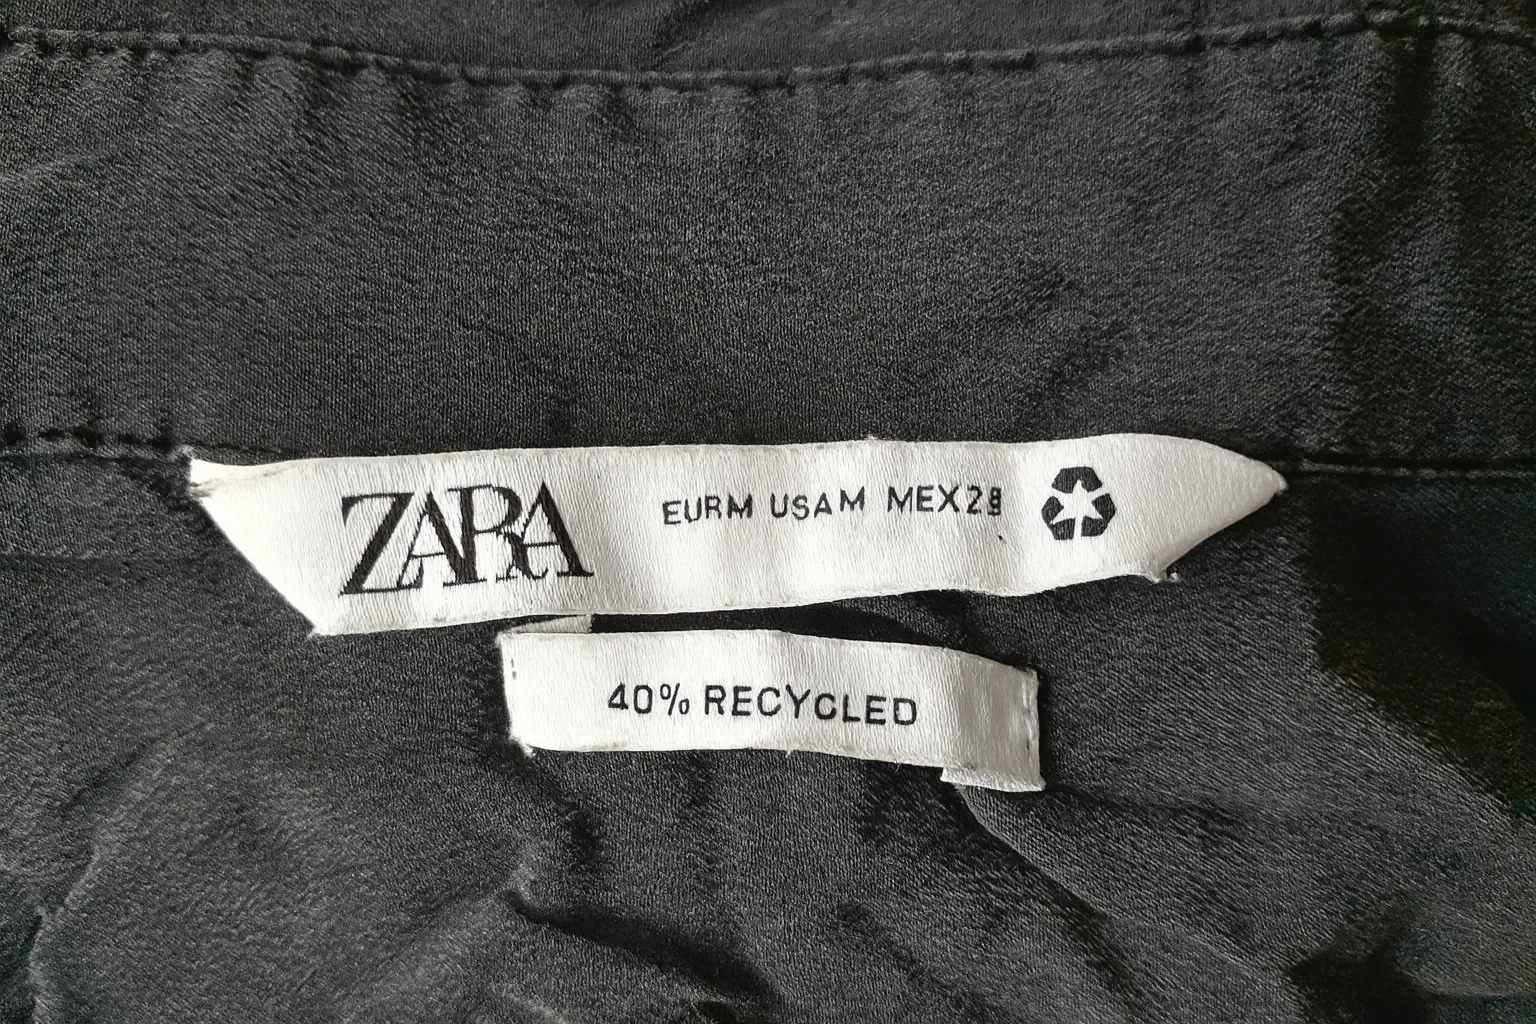 ZARA
EUR M USA M MEX 28
40% RECYCLED